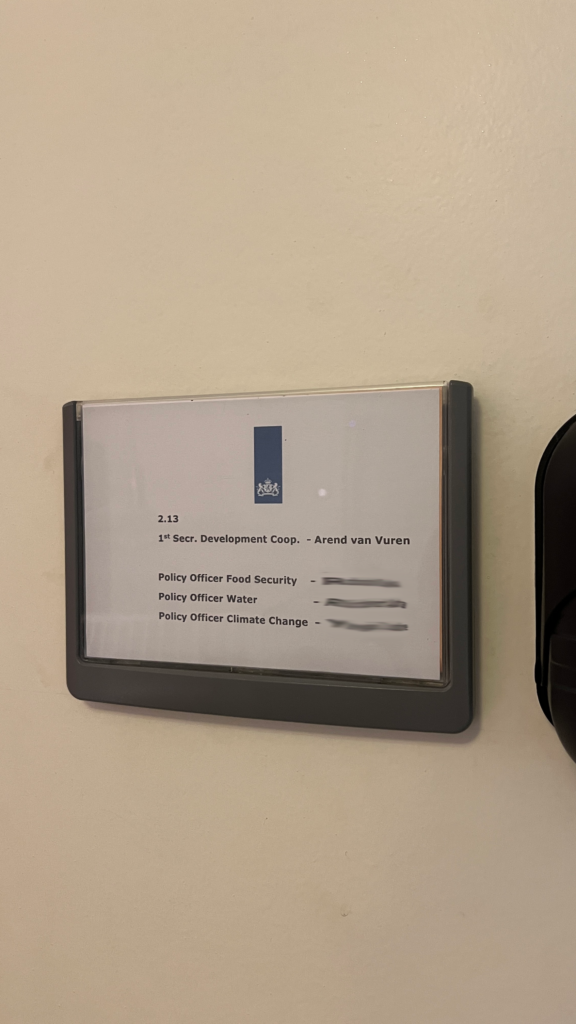 2.13
1st Secr. Development Coop. - Arend van Vuren
Policy Officer Food Security -
Policy Officer Water -
Policy Officer Climate Change -